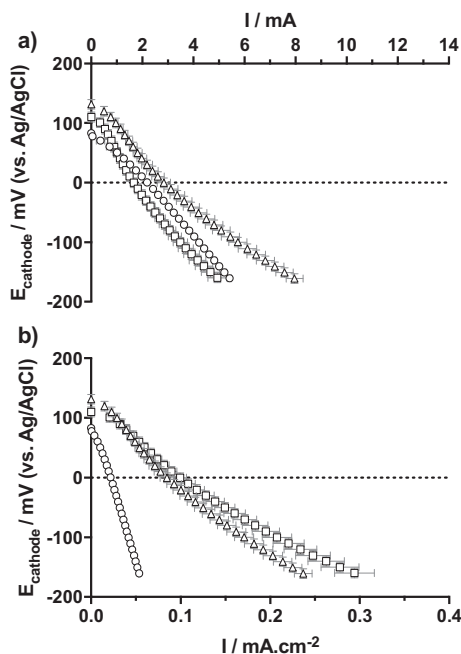 I / mA
0 2 4 6 8 10 12 14
a)
200
100
0
-100
-200
E_cathode / mV (vs. Ag/AgCl)
b)
200
100
0
-100
-200
E_cathode / mV (vs. Ag/AgCl)
0.0 0.1 0.2 0.3 0.4
I / mA.cm⁻²